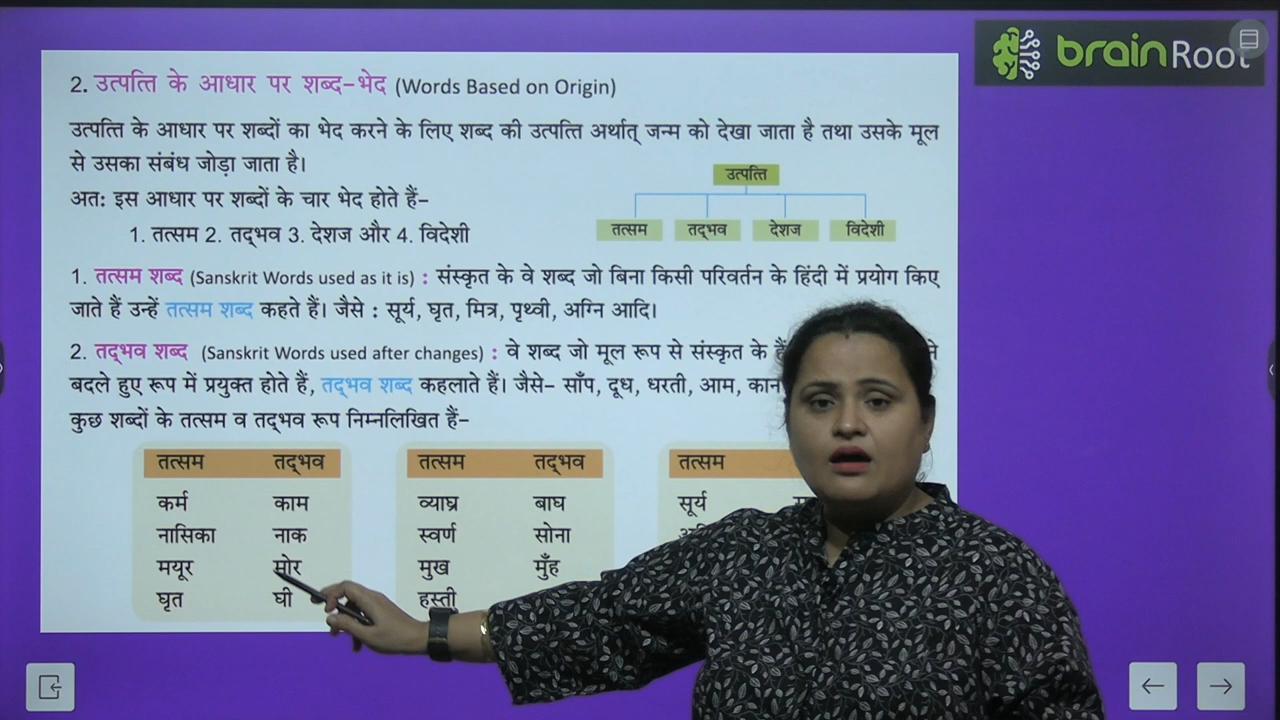 brainRoot
2. उत्पत्ति के आधार पर शब्द-भेद (Words Based on Origin)
उत्पत्ति के आधार पर शब्दों का भेद करने के लिए शब्द की उत्पत्ति अर्थात् जन्म को देखा जाता है तथा उसके मूल
से उसका संबंध जोड़ा जाता है।
उत्पत्ति
अतः इस आधार पर शब्दों के चार भेद होते हैं-
तत्सम तद्भव देशज विदेशी
1. तत्सम 2. तद्भव 3. देशज और 4. विदेशी
1. तत्सम शब्द (Sanskrit Words used as it is) : संस्कृत के वे शब्द जो बिना किसी परिवर्तन के हिंदी में प्रयोग किए
जाते हैं उन्हें तत्सम शब्द कहते हैं। जैसे : सूर्य, घृत, मित्र, पृथ्वी, अग्नि आदि।
2. तद्भव शब्द (Sanskrit Words used after changes) : वे शब्द जो मूल रूप से संस्कृत के
बदले हुए रूप में प्रयुक्त होते हैं, तद्भव शब्द कहलाते हैं। जैसे- साँप, दूध, धरती, आम, कान
कुछ शब्दों के तत्सम व तद्भव रूप निम्नलिखित हैं-
तत्सम तद्भव तत्सम तद्भव तत्सम
कर्म काम व्याघ्र बाघ सूर्य
नासिका नाक स्वर्ण सोना
मयूर मोर मुख मुँह
घृत घी हस्ती